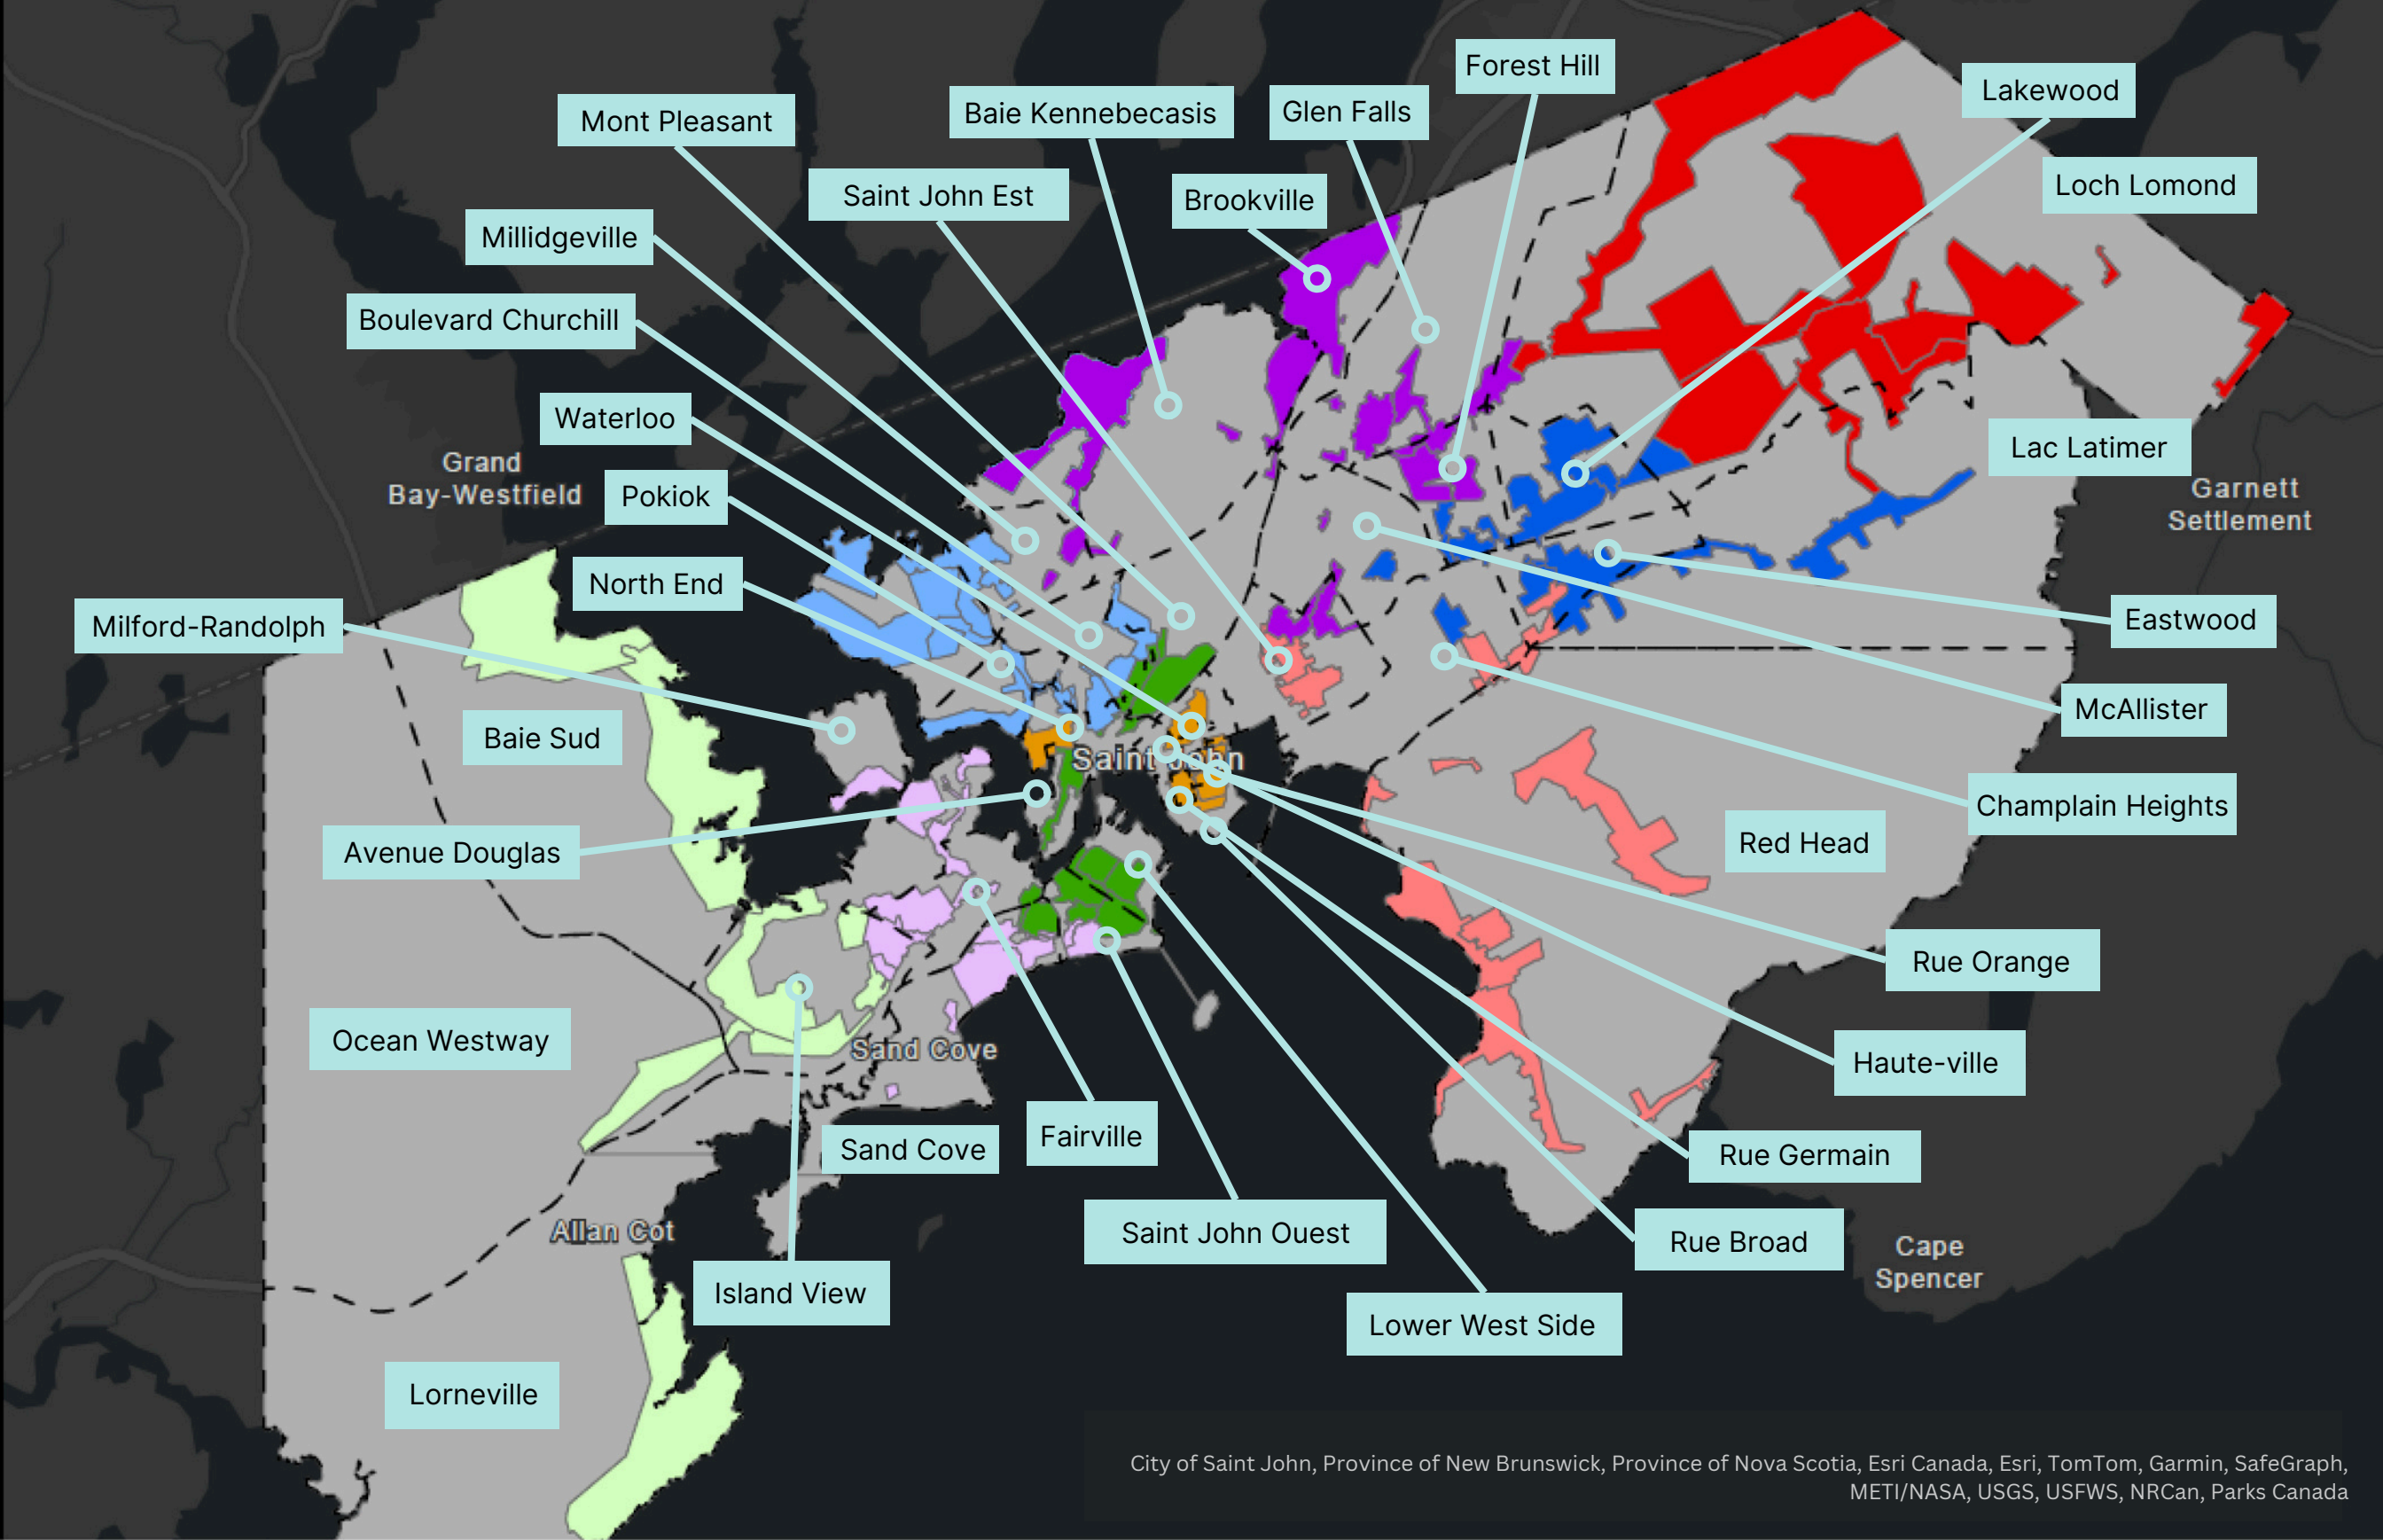 Forest Hill
Lakewood
Baie Kennebecasis
Glen Falls
Mont Pleasant
Loch Lomond
Saint John Est
Brookville
Millidgeville
Boulevard Churchill
Waterloo
Lac Latimer
Grand
Bay-Westfield
Pokiok
Garnett
Settlement
North End
Milford-Randolph
Eastwood
McAllister
Baie Sud
Saint John
Champlain Heights
Red Head
Avenue Douglas
Rue Orange
Ocean Westway
Sand Cove
Haute-ville
Fairville
Sand Cove
Rue Germain
Allan Cot
Saint John Ouest
Rue Broad
Cape
Spencer
Island View
Lower West Side
Lorneville
City of Saint John, Province of New Brunswick, Province of Nova Scotia, Esri Canada, Esri, TomTom, Garmin, SafeGraph,
METI/NASA, USGS, USFWS, NRCan, Parks Canada